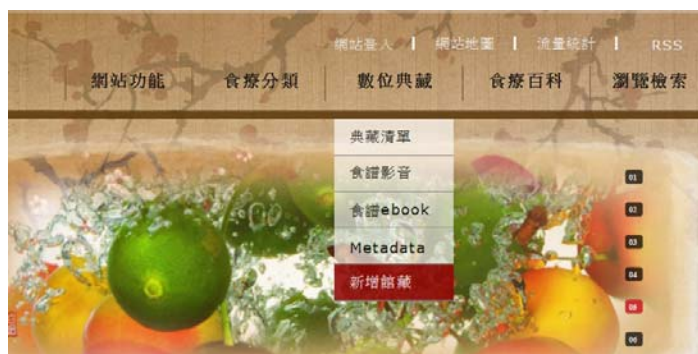 網站登入 | 網站地圖 | 流量統計 | RSS
網站功能 | 食療分類 | 數位典藏 | 食療百科 | 瀏覽檢索
典藏清單
食譜影音
食譜ebook
Metadata
新增館藏
01
02
03
04
05
06